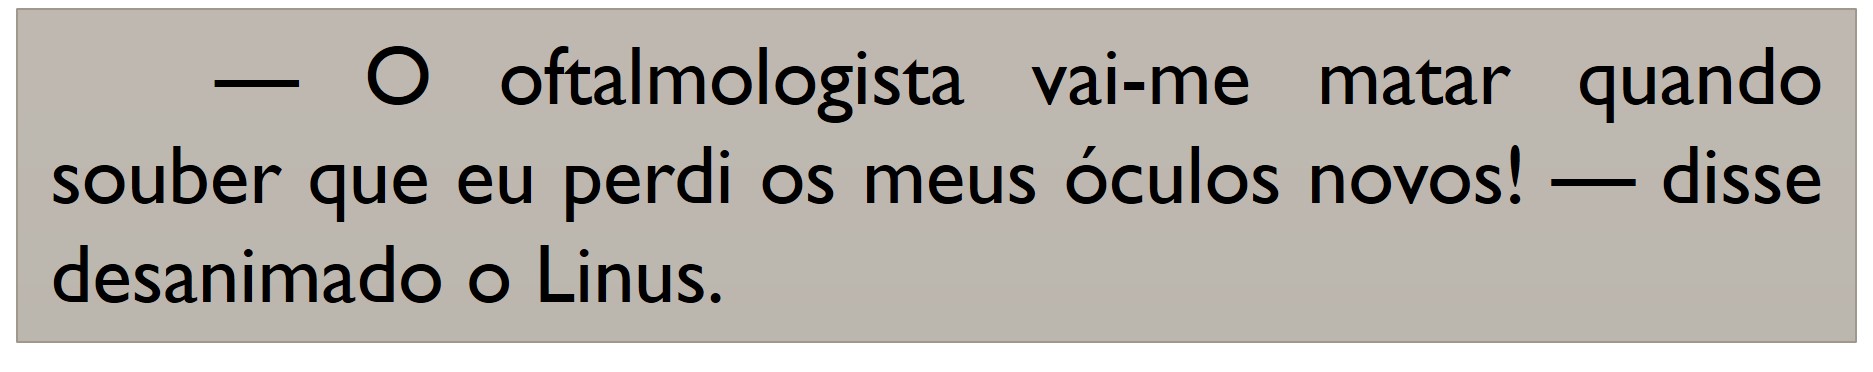 — O oftalmologista vai-me matar quando
souber que eu perdi os meus óculos novos! — disse
desanimado o Linus.